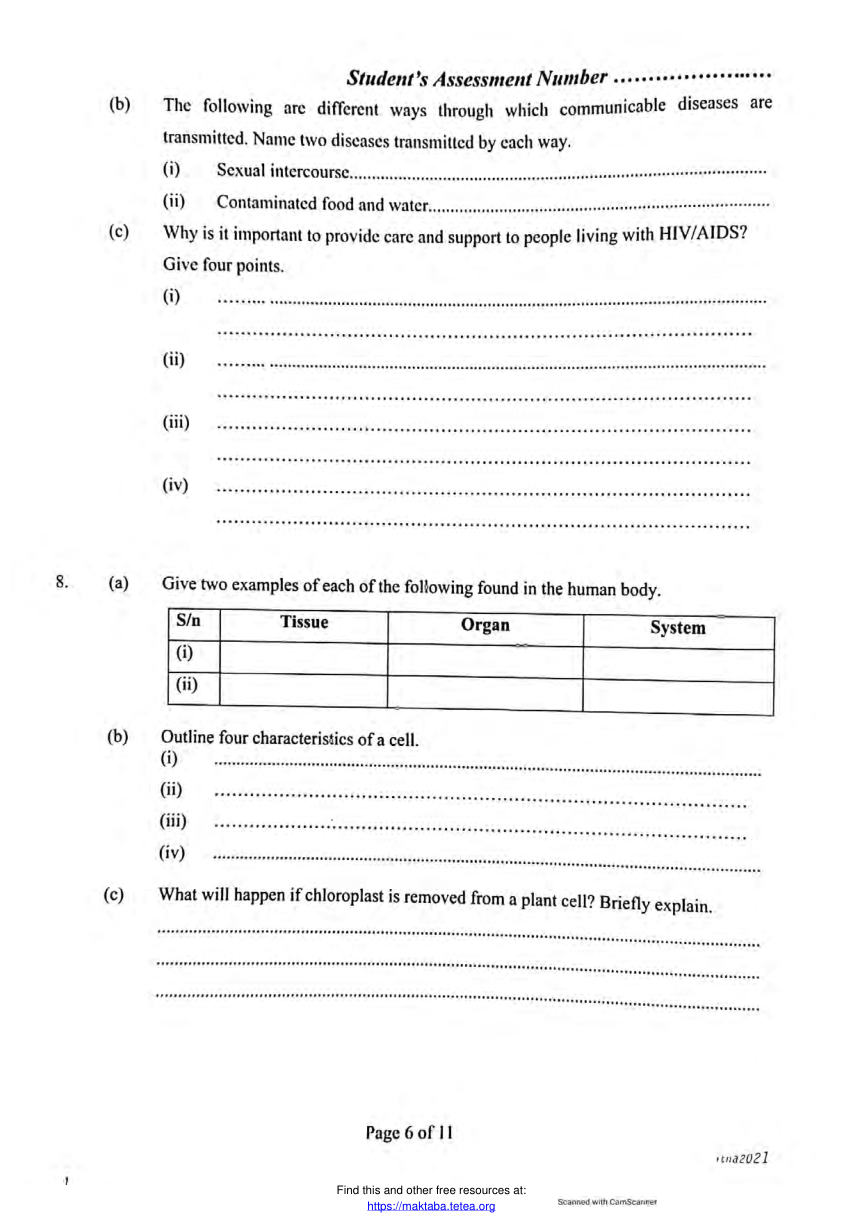 Student's Assessment Number ........................
(b) The following are different ways through which communicable diseases are
transmitted. Name two diseases transmitted by each way.
(i) Sexual intercourse........................................................................
(ii) Contaminated food and water........................................................................
(c) Why is it important to provide care and support to people living with HIV/AIDS?
Give four points.
(i) ........................................................................
........................................................................
(ii) ........................................................................
........................................................................
(iii) ........................................................................
........................................................................
(iv) ........................................................................
........................................................................
8. (a) Give two examples of each of the following found in the human body.
S/n Tissue Organ System
(i)
(ii)
(b) Outline four characteristics of a cell.
(i) ........................................................................
(ii) ........................................................................
(iii) ........................................................................
(iv) ........................................................................
(c) What will happen if chloroplast is removed from a plant cell? Briefly explain.
........................................................................
........................................................................
........................................................................
Page 6 of 11
Find this and other free resources at:
https://maktaba.tetea.org
Scanned with CamScanner